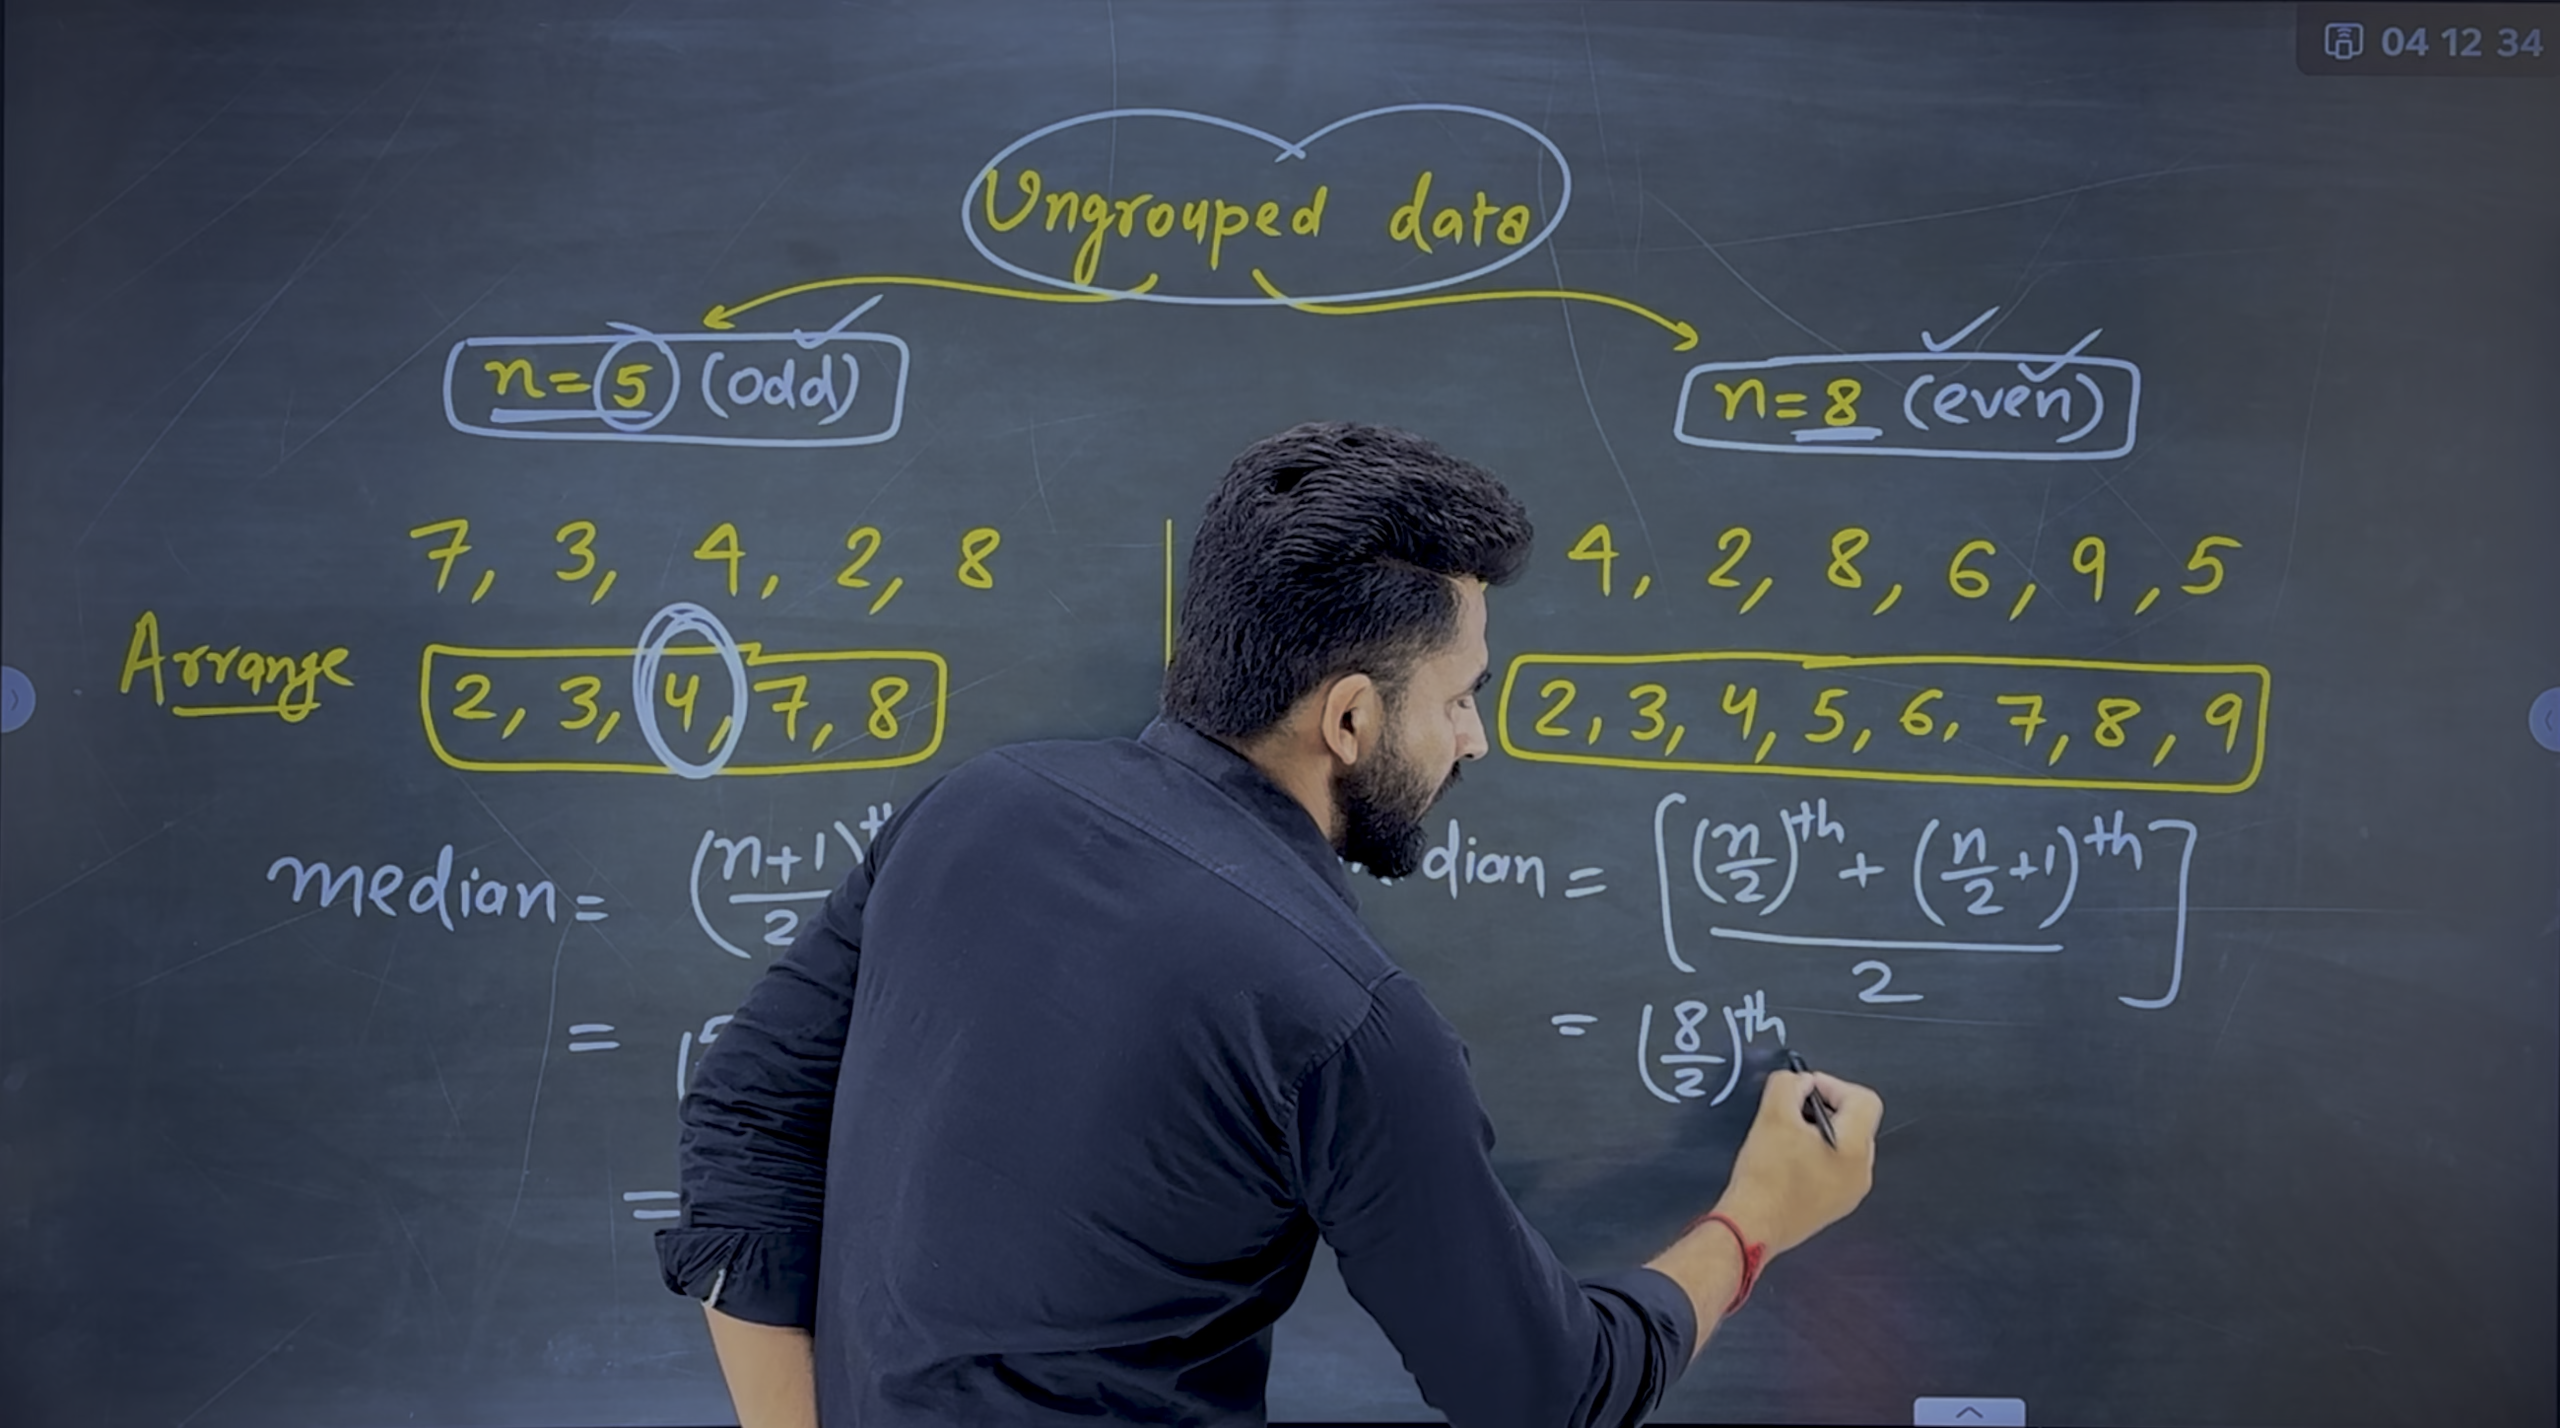 04 12 34
Ungrouped data
n=5 (odd)
n=8 (even)
7, 3, 4, 2, 8
4, 2, 8, 6, 9, 5
Arrange 2, 3, 4, 7, 8
2, 3, 4, 5, 6, 7, 8, 9
median = (n+1)/2
dian = [(n/2)th + (n/2+1)th]/2
=
= (8/2)th
=